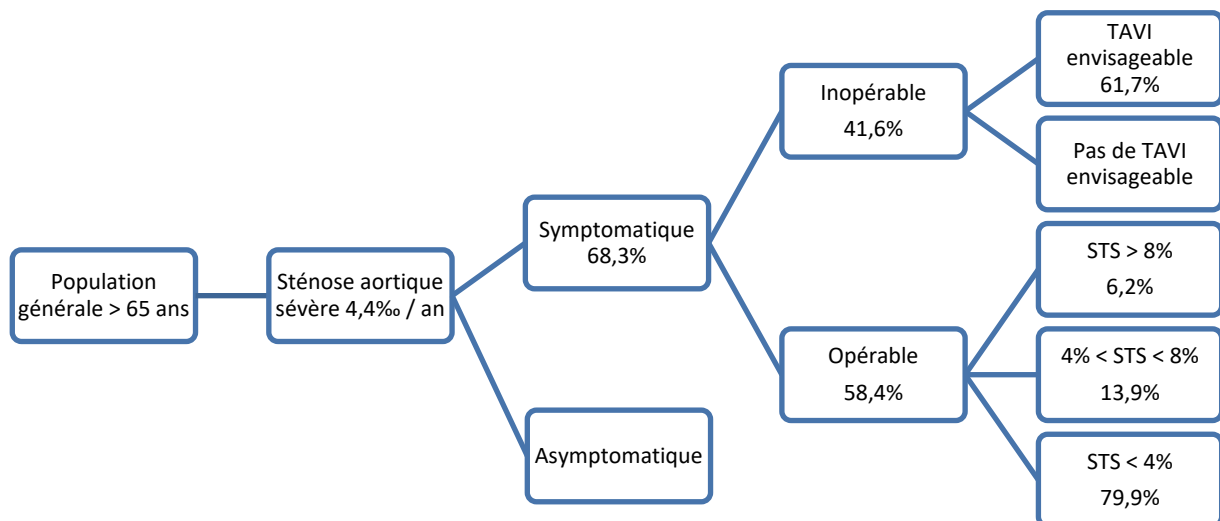 Population
générale > 65 ans
Sténose aortique
sévère 4,4‰ / an
Symptomatique
68,3%
Asymptomatique
Inopérable
41,6%
Opérable
58,4%
TAVI
envisageable
61,7%
Pas de TAVI
envisageable
STS > 8%
6,2%
4% < STS < 8%
13,9%
STS < 4%
79,9%